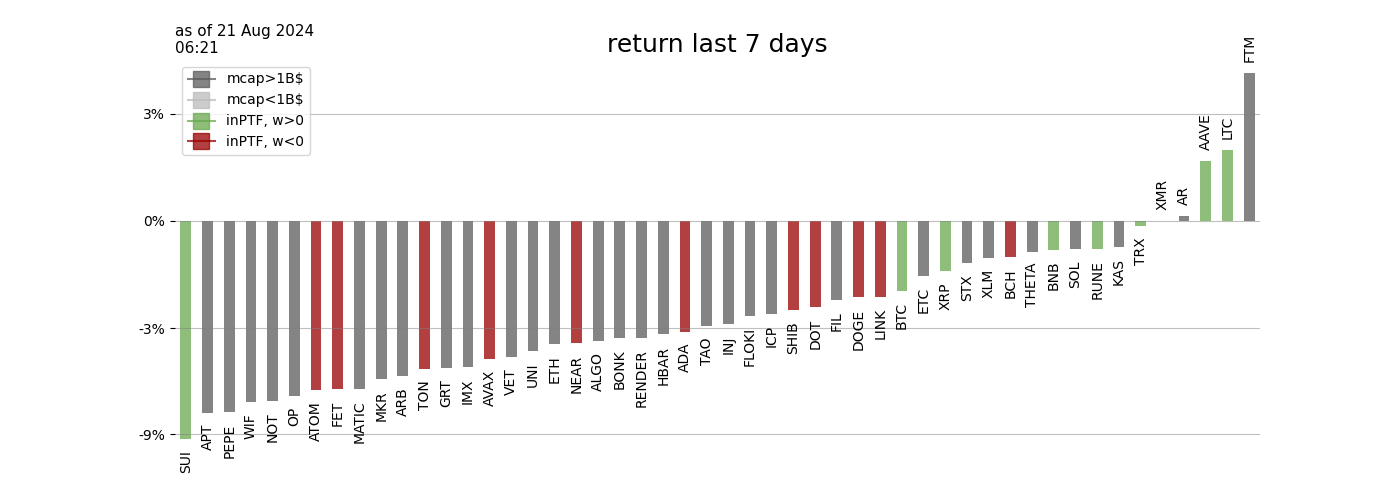 as of 21 Aug 2024
06:21
return last 7 days
mcap>1B$
mcap<1B$
inPTF, w>0
inPTF, w<0
3%
0%
-3%
-9%
SUI
APT
PEPE
WIF
NOT
OP
ATOM
FET
MATIC
MKR
ARB
TON
GRT
IMX
AVAX
VET
UNI
ETH
NEAR
ALGO
BONK
RENDER
HBAR
ADA
TAO
INJ
FLOKI
ICP
SHIB
DOT
FIL
DOGE
LINK
BTC
ETC
XRP
STX
XLM
BCH
THETA
BNB
SOL
RUNE
KAS
TRX
XMR
AR
AAVE
LTC
FTM